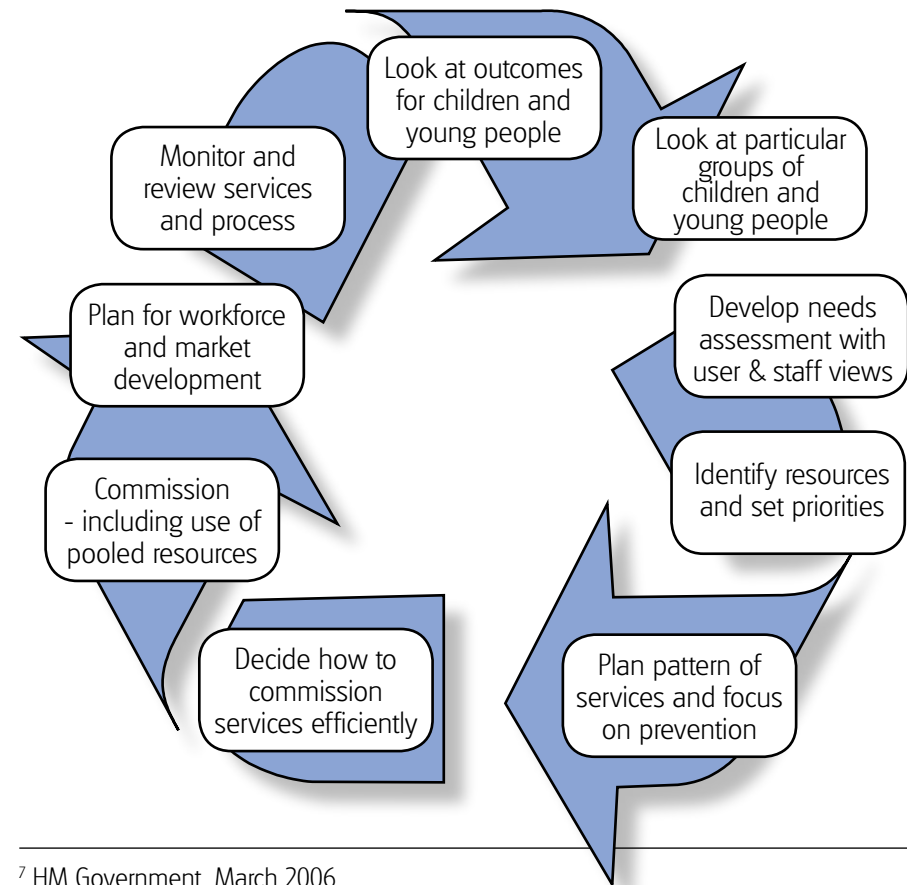 Look at outcomes
for children and
young people
Look at particular
groups of
children and
young people
Develop needs
assessment with
user & staff views
Identify resources
and set priorities
Plan pattern of
services and focus
on prevention
Decide how to
commission
services efficiently
Commission
- including use of
pooled resources
Plan for workforce
and market
development
Monitor and
review services
and process
7 HM Government, March 2006